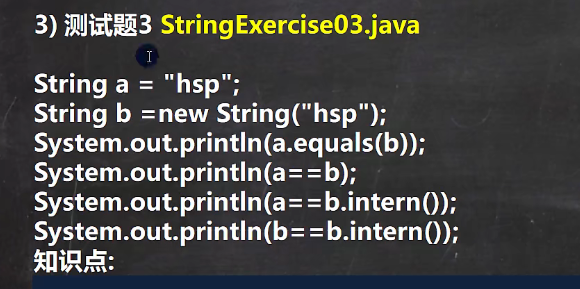 3) 测试题3 StringExercise03.java
String a = "hsp";
String b =new String("hsp");
System.out.println(a.equals(b));
System.out.println(a==b);
System.out.println(a==b.intern());
System.out.println(b==b.intern());
知识点: